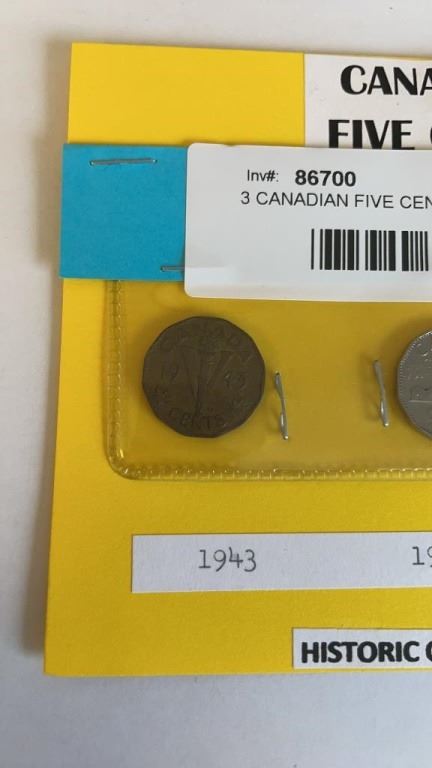 CANA
FIVE C
Inv#: 86700
3 CANADIAN FIVE CEN
CANADA
19 43
CENTS
1943 19
HISTORIC C